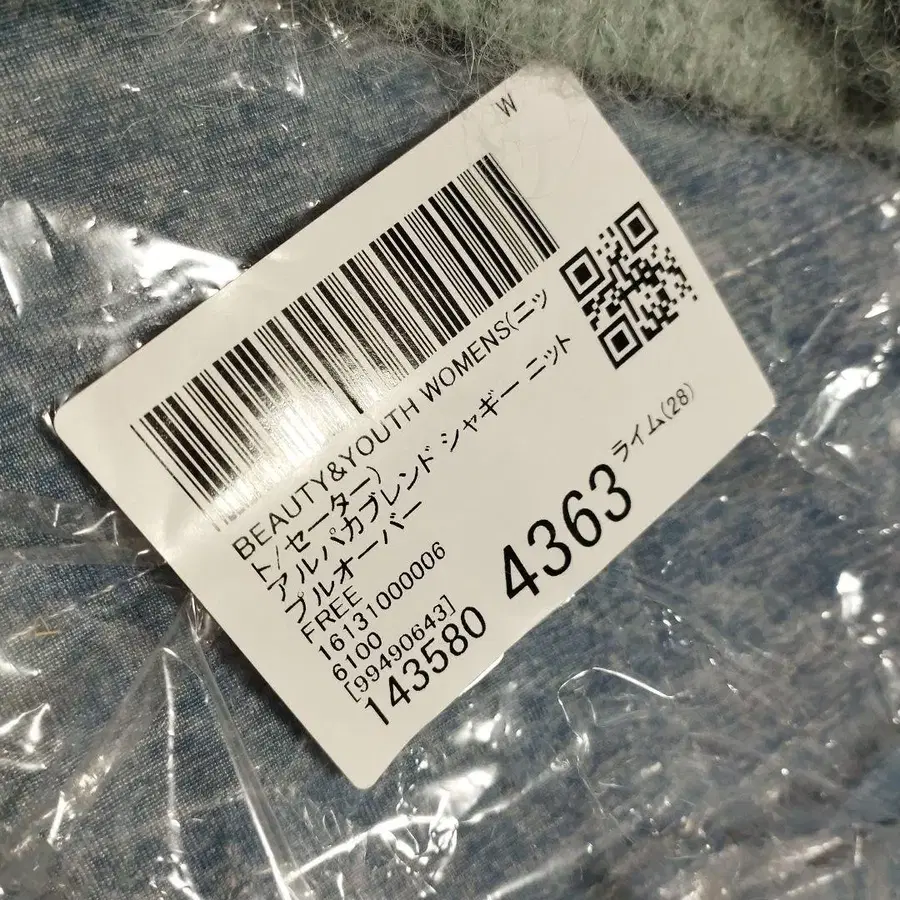 W
BEAUTY&YOUTH WOMENS(ニッ
ト/セーター)
アルパカブレンド シャギー ニット
プルオーバー
FREE
ライム(28)
16131000006
6100
[99490643]
143580 4363